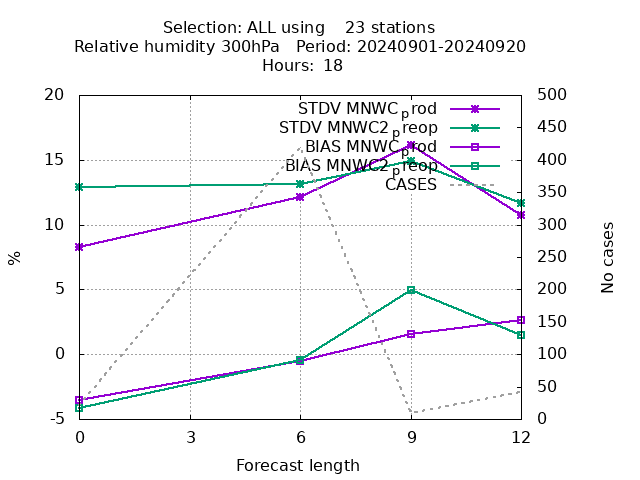 Selection: ALL using 23 stations
Relative humidity 300hPa Period: 20240901-20240920
Hours: 18
20
15
10
5
0
-5
500
450
400
350
300
250
200
150
100
50
0
STDV MNWC_prod
STDV MNWC2_preop
BIAS MNWC_prod
BIAS MNWC2_preop
CASES
%
No cases
0 3 6 9 12
Forecast length